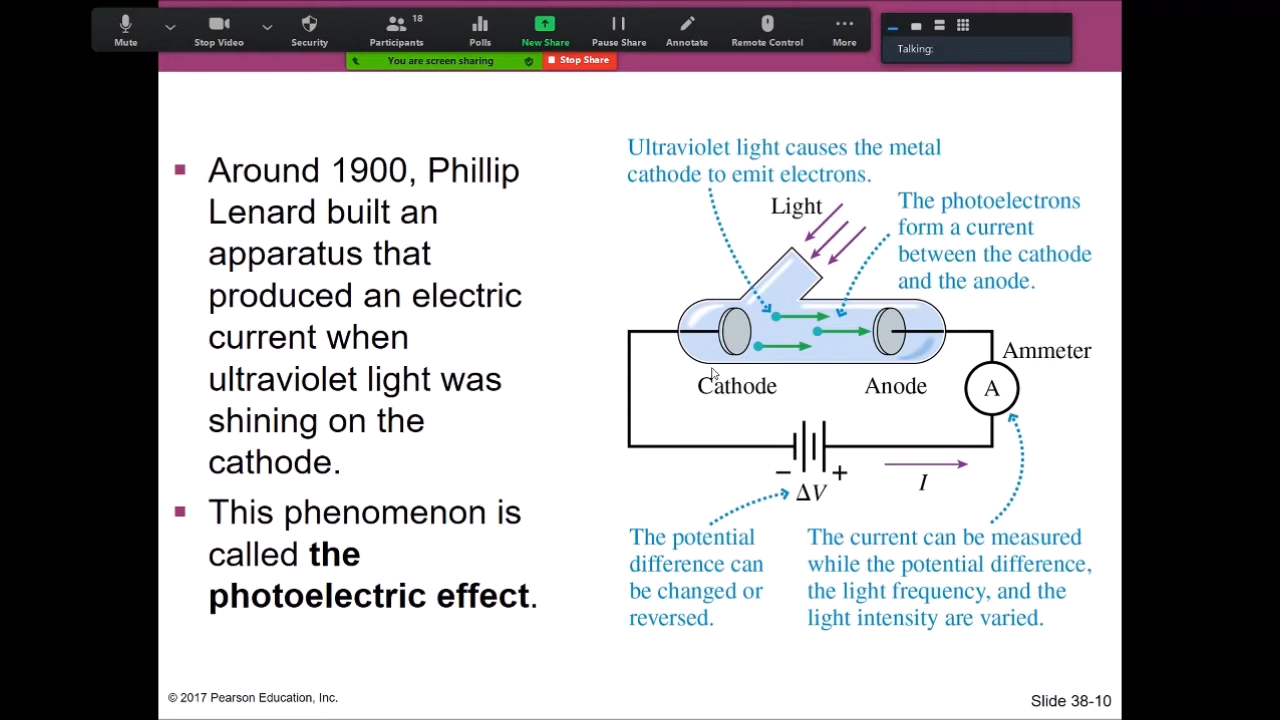 Mute
Stop Video
Security
18
Participants
Polls
New Share
Pause Share
Annotate
Remote Control
More
Talking:
You are screen sharing
Stop Share
Around 1900, Phillip
Lenard built an
apparatus that
produced an electric
current when
ultraviolet light was
shining on the
cathode.
This phenomenon is
called the
photoelectric effect.
Ultraviolet light causes the metal
cathode to emit electrons.
Light
The photoelectrons
form a current
between the cathode
and the anode.
Cathode
Anode
Ammeter
A
− +
ΔV
I
The potential
difference can
be changed or
reversed.
The current can be measured
while the potential difference,
the light frequency, and the
light intensity are varied.
© 2017 Pearson Education, Inc.
Slide 38-10